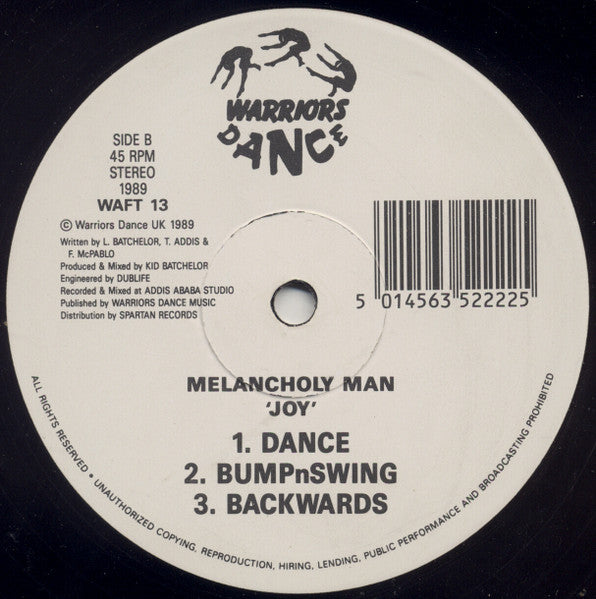 WARRIORS
DANCE
SIDE B
45 RPM
STEREO
1989
WAFT 13
© Warriors Dance UK 1989
Written by L. BATCHELOR, T. ADDIS &
F. McPABLO
Produced & Mixed by KID BATCHELOR
Engineered by DUBLIFE
Recorded & Mixed at ADDIS ABABA STUDIO
Published by WARRIORS DANCE MUSIC
Distribution by SPARTAN RECORDS
5 014563 522225
MELANCHOLY MAN
'JOY'
1. DANCE
2. BUMPnSWING
3. BACKWARDS
ALL RIGHTS RESERVED • UNAUTHORIZED COPYING, REPRODUCTION, HIRING, LENDING, PUBLIC PERFORMANCE AND BROADCASTING PROHIBITED